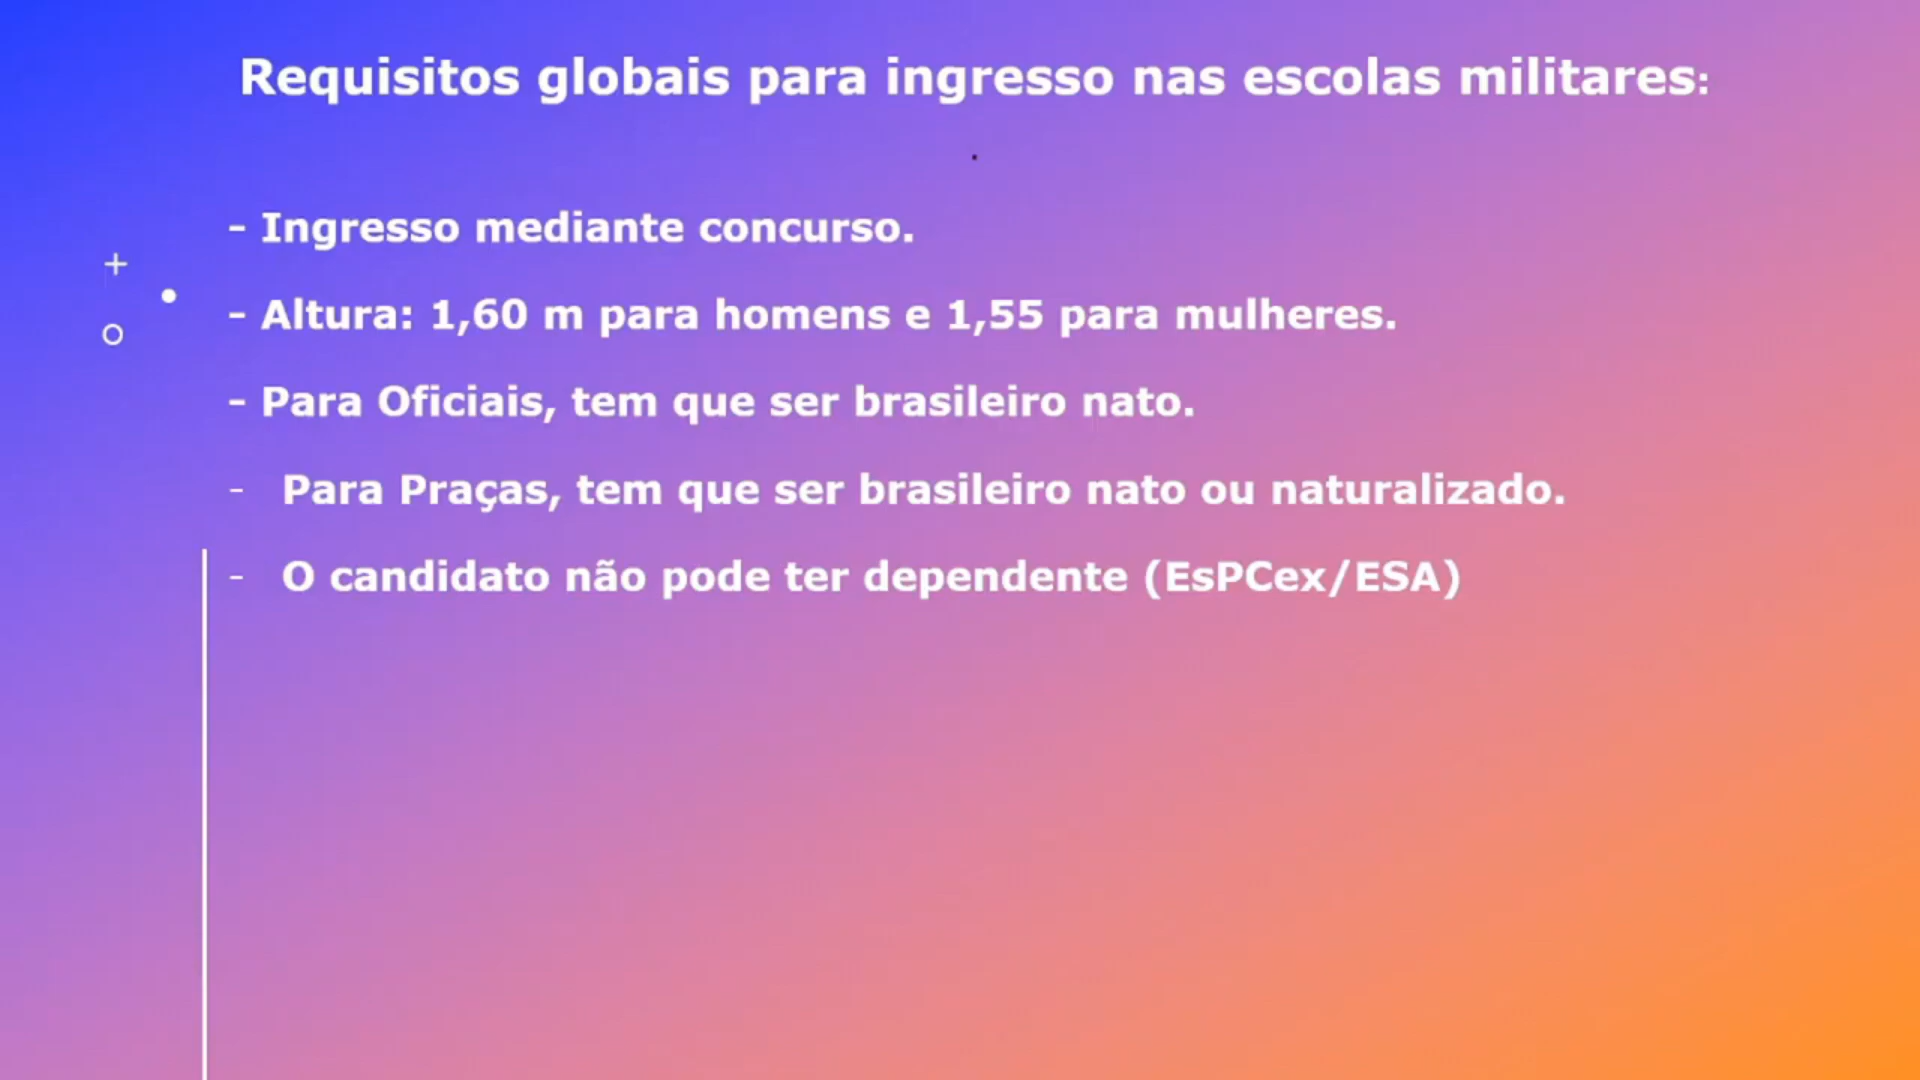 Requisitos globais para ingresso nas escolas militares:
- Ingresso mediante concurso.
- Altura: 1,60 m para homens e 1,55 para mulheres.
- Para Oficiais, tem que ser brasileiro nato.
- Para Praças, tem que ser brasileiro nato ou naturalizado.
- O candidato não pode ter dependente (EsPCex/ESA)